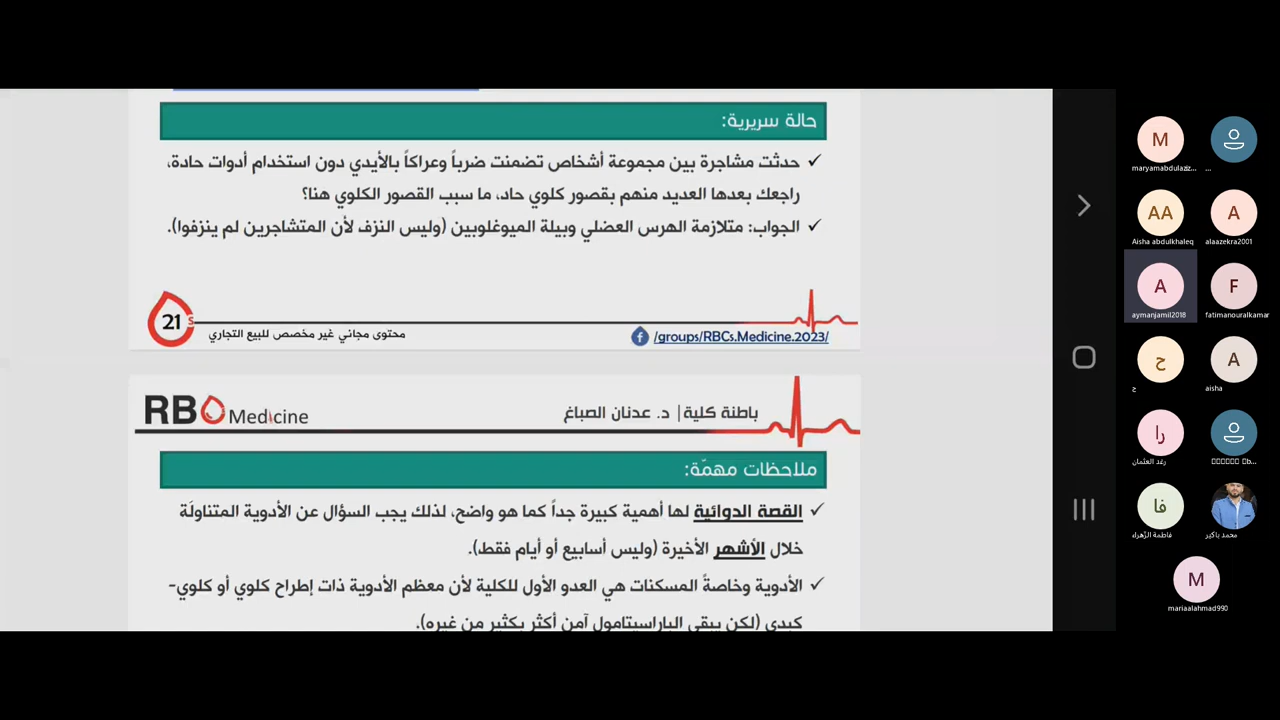 حالة سريرية:
✓ حدثت مشاجرة بين مجموعة أشخاص تضمنت ضرباً وعراكاً بالأيدي دون استخدام أدوات حادة،
راجعك بعدها العديد منهم بقصور كلوي حاد، ما سبب القصور الكلوي هنا؟
✓ الجواب: متلازمة الهرس العضلي وبيلة الميوغلوبين (وليس النزف لأن المتشاجرين لم ينزفوا).
/groups/RBCs.Medicine.2023/
محتوى مجاني غير مخصص للبيع التجاري
21
باطنة كلية| د. عدنان الصباغ
RB Medicine
ملاحظات مهمّة:
✓ القصة الدوائية لها أهمية كبيرة جداً كما هو واضح، لذلك يجب السؤال عن الأدوية المتناولَة
خلال الأشهر الأخيرة (وليس أسابيع أو أيام فقط).
✓ الأدوية وخاصةً المسكنات هي العدو الأول للكلية لأن معظم الأدوية ذات إطراح كلوي أو كلوي-
كبدي (لكن يبقى الباراسيتامول آمن أكثر بكثير من غيره).
M
maryamabdulaziz...
...
AA
Aisha abdulkhaleq
A
alaazekra2001
A
aymanjamil2018
F
fatimanouralkamar
ح
ح
A
aisha
را
رغد العثمان
فا
فاطمة الزهراء
محمد باكير
M
mariaalahmad990